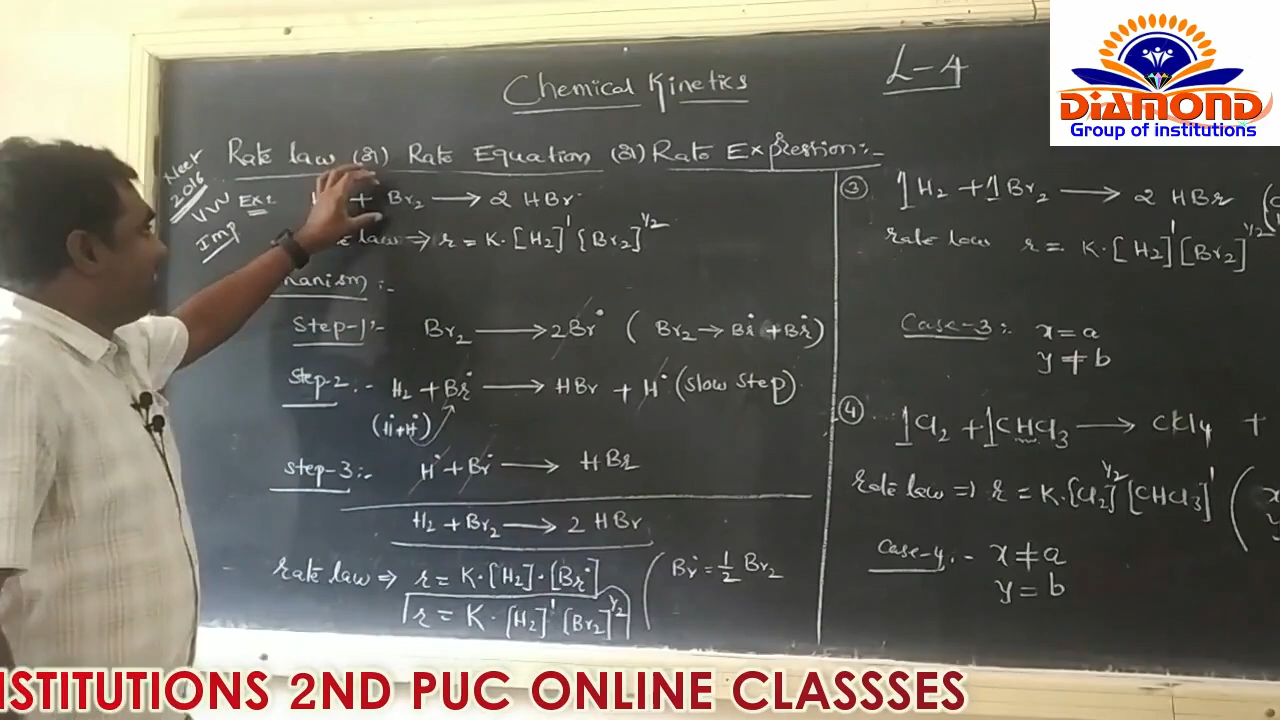 Chemical Kinetics
L-4
DIAMOND
Group of institutions
Rate law (or) Rate Equation (or) Rate Expression:-
Neet 2016
VVV Imp
Ex: H + Br₂ ⟶ 2 HBr
law ⇒ r = K·[H₂]¹ [Br₂]^1/2
Step-1:- Br₂ ⟶ 2Br• ( Br₂ → Br• + Br•)
Step-2:- H₂ + Br• ⟶ HBr + H• (slow step)
(H• + H•)
Step-3:- H• + Br• ⟶ HBr
H₂ + Br₂ ⟶ 2 HBr
rate law ⇒ r = K·[H₂]·[Br•]
r = K·[H₂]¹ [Br₂]^1/2
Br• = 1/2 Br₂
③ 1H₂ + 1Br₂ ⟶ 2 HBr
rate law r = K·[H₂]¹ [Br₂]^1/2
Case-3:- x = a
y ≠ b
④ 1Cl₂ + 1CHCl₃ ⟶ CCl₄ +
rate law ⇒ r = K·[Cl₂]^1/2 [CHCl₃]¹
Case-4:- x ≠ a
y = b
NSTITUTIONS 2ND PUC ONLINE CLASSSES